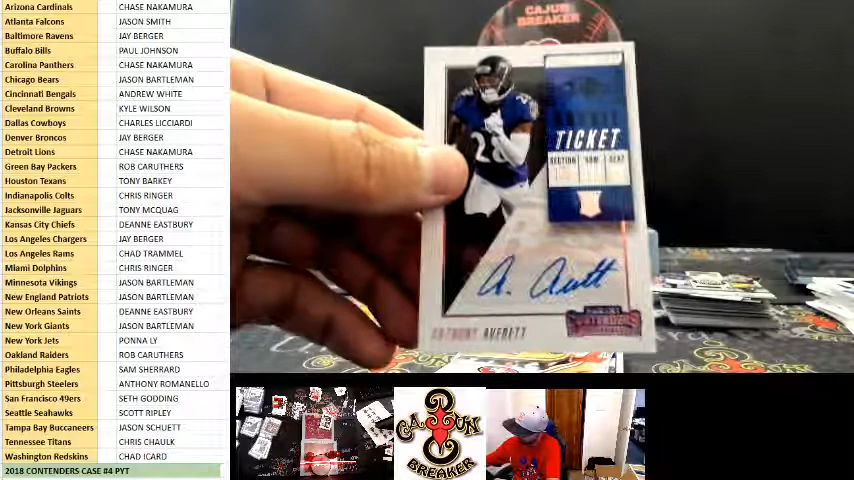 Arizona Cardinals CHASE NAKAMURA
Atlanta Falcons JASON SMITH
Baltimore Ravens JAY BERGER
Buffalo Bills PAUL JOHNSON
Carolina Panthers CHASE NAKAMURA
Chicago Bears JASON BARTLEMAN
Cincinnati Bengals ANDREW WHITE
Cleveland Browns KYLE WILSON
Dallas Cowboys CHARLES LICCIARDI
Denver Broncos JAY BERGER
Detroit Lions CHASE NAKAMURA
Green Bay Packers ROB CARUTHERS
Houston Texans TONY BARKEY
Indianapolis Colts CHRIS RINGER
Jacksonville Jaguars TONY MCQUAG
Kansas City Chiefs DEANNE EASTBURY
Los Angeles Chargers JAY BERGER
Los Angeles Rams CHAD TRAMMEL
Miami Dolphins CHRIS RINGER
Minnesota Vikings JASON BARTLEMAN
New England Patriots JASON BARTLEMAN
New Orleans Saints DEANNE EASTBURY
New York Giants JASON BARTLEMAN
New York Jets PONNA LY
Oakland Raiders ROB CARUTHERS
Philadelphia Eagles SAM SHERRARD
Pittsburgh Steelers ANTHONY ROMANELLO
San Francisco 49ers SETH GODDING
Seattle Seahawks SCOTT RIPLEY
Tampa Bay Buccaneers JASON SCHUETT
Tennessee Titans CHRIS CHAULK
Washington Redskins CHAD ICARD
2018 CONTENDERS CASE #4 PYT
CAJUN
BREAKER
28
TICKET
SECTION ROW SEAT
A. Avett
CONTENDERS
ANTHONY AVERETT
CAJUN
BREAKER